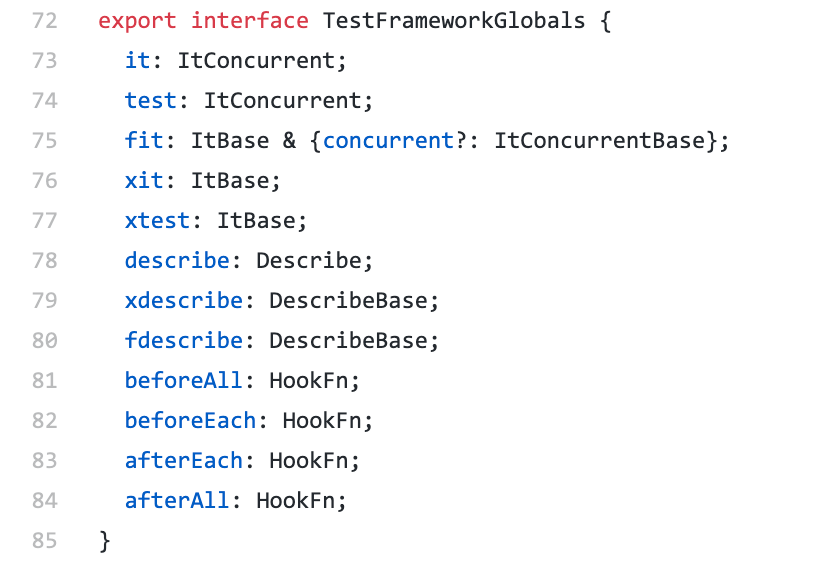 72 export interface TestFrameworkGlobals {
73 it: ItConcurrent;
74 test: ItConcurrent;
75 fit: ItBase & {concurrent?: ItConcurrentBase};
76 xit: ItBase;
77 xtest: ItBase;
78 describe: Describe;
79 xdescribe: DescribeBase;
80 fdescribe: DescribeBase;
81 beforeAll: HookFn;
82 beforeEach: HookFn;
83 afterEach: HookFn;
84 afterAll: HookFn;
85 }